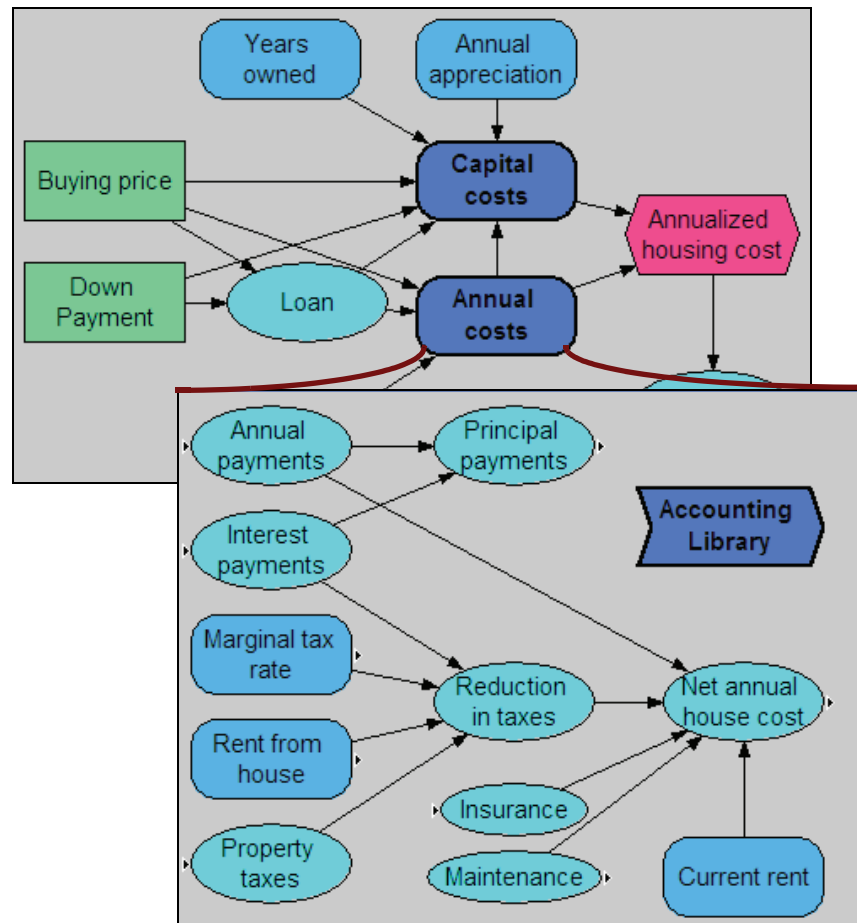 Years
owned
Annual
appreciation
Buying price
Capital
costs
Annualized
housing cost
Down
Payment
Loan
Annual
costs
Annual
payments
Principal
payments
Accounting
Library
Interest
payments
Marginal tax
rate
Reduction
in taxes
Net annual
house cost
Rent from
house
Insurance
Property
taxes
Maintenance
Current rent